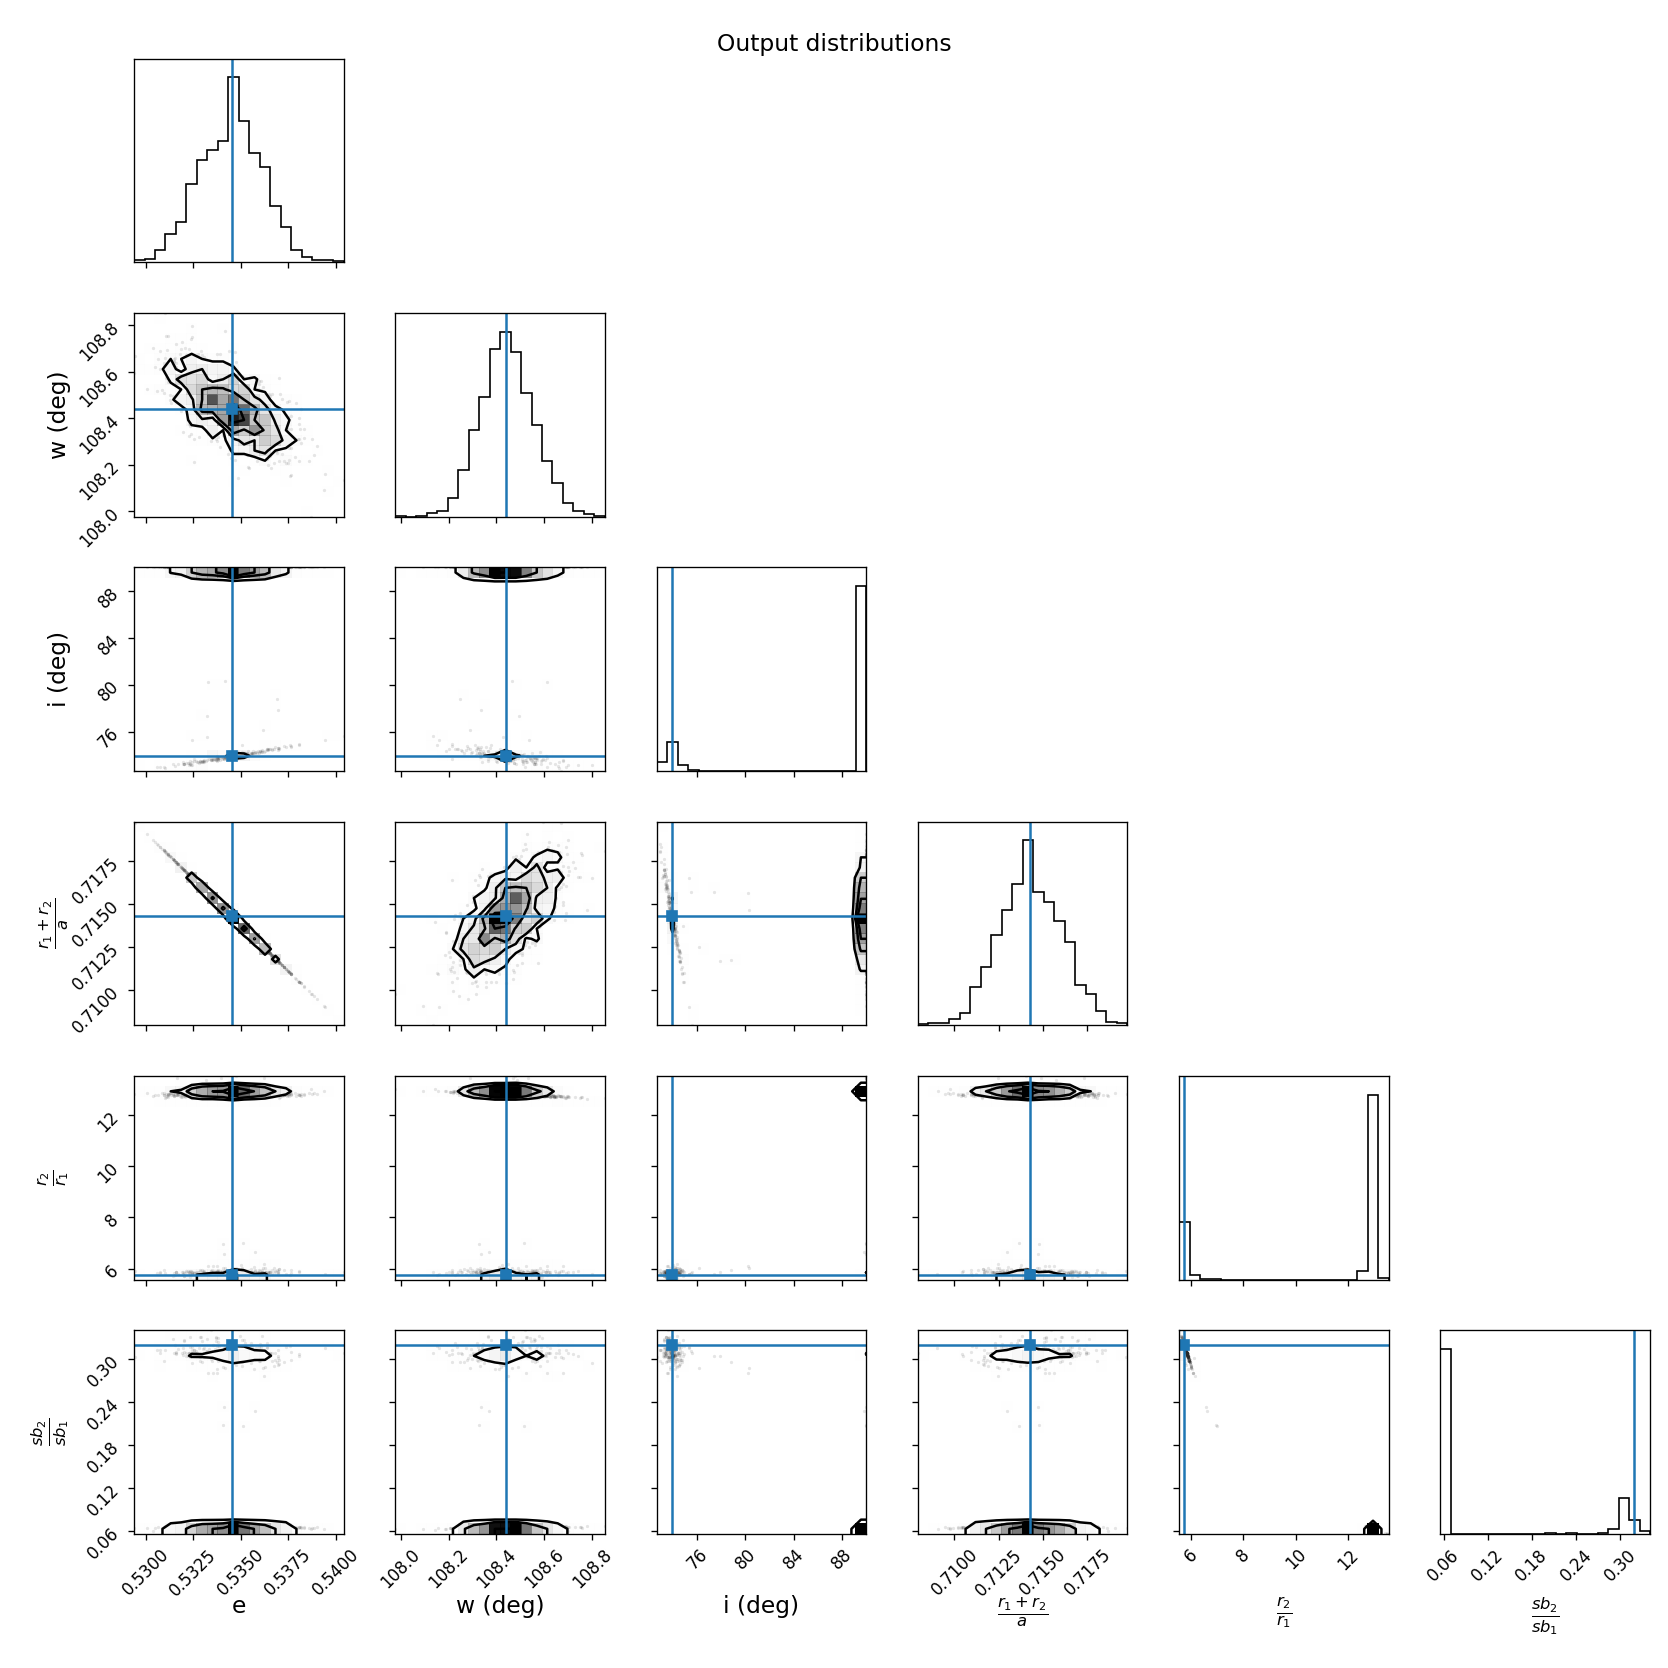 Output distributions
w (deg)
108.8
108.6
108.4
108.2
108.0
i (deg)
88
84
80
76
r₁ + r₂
a
0.7175
0.7150
0.7125
0.7100
r₂
r₁
12
10
8
6
sb₂
sb₁
0.30
0.24
0.18
0.12
0.06
0.5300 0.5325 0.5350 0.5375 0.5400
108.0 108.2 108.4 108.6 108.8
76 80 84 88
0.7100 0.7125 0.7150 0.7175
6 8 10 12
0.06 0.12 0.18 0.24 0.30
e
w (deg)
i (deg)
r₁ + r₂
a
r₂
r₁
sb₂
sb₁